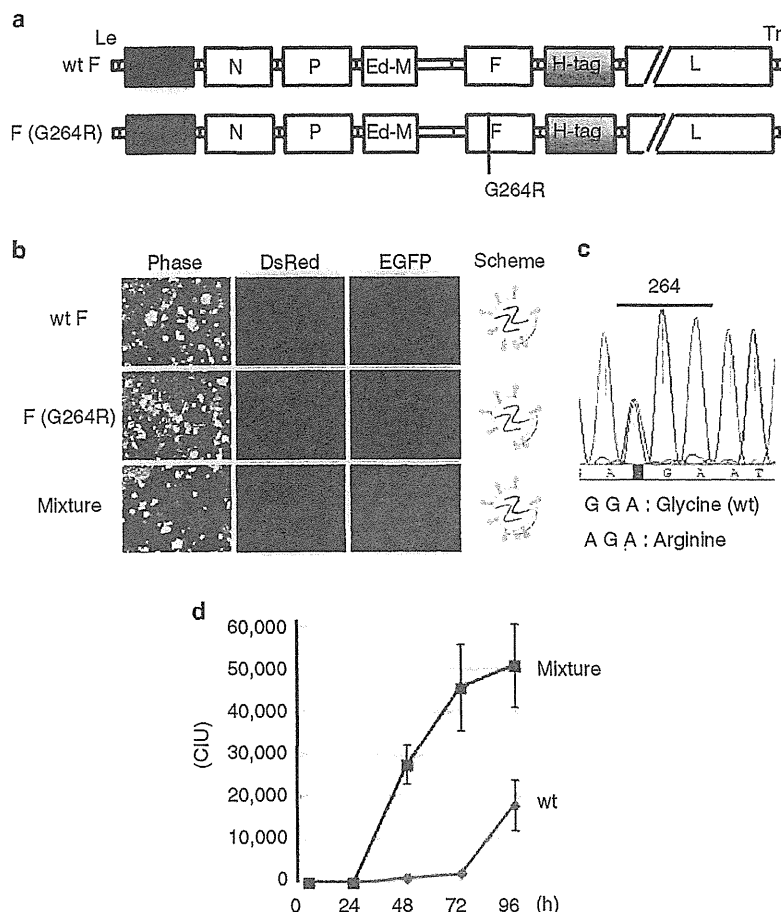 a
Le
Tr
wt F
N
P
Ed-M
F
H-tag
L
F (G264R)
N
P
Ed-M
F
H-tag
L
G264R
b
Phase
DsRed
EGFP
Scheme
wt F
F (G264R)
Mixture
c
264
A G A A T
G G A : Glycine (wt)
A G A : Arginine
d
60,000
50,000
40,000
30,000
20,000
10,000
0
(CIU)
Mixture
wt
0 24 48 72 96 (h)